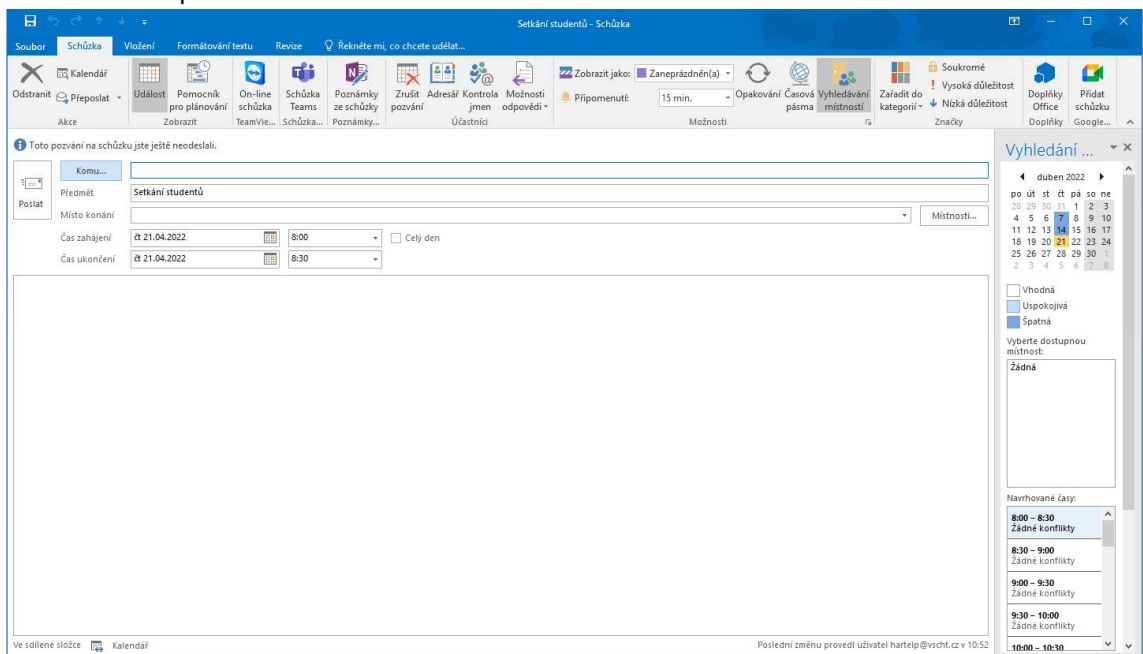 Setkání studentů - Schůzka
Soubor Schůzka Vložení Formátování textu Revize Řekněte mi, co chcete udělat...
Odstranit
Kalendář
Přeposlat
Akce
Událost
Pomocník
pro plánování
Zobrazit
On-line
schůzka
TeamVie...
Schůzka
Teams
Schůzka...
Poznámky
ze schůzky
Poznámky...
Zrušit
pozvání
Adresář
Kontrola
jmen
Možnosti
odpovědi
Účastníci
Zobrazit jako: Zaneprázdněn(a)
Připomenutí: 15 min.
Opakování
Časová
pásma
Vyhledávání
místností
Možnosti
Zařadit do
kategorií
Soukromé
Vysoká důležitost
Nízká důležitost
Značky
Doplňky
Office
Doplňky
Přidat
schůzku
Google...
Toto pozvání na schůzku jste ještě neodeslali.
Poslat
Komu...
Předmět Setkání studentů
Místo konání Místnosti...
Čas zahájení čt 21.04.2022 8:00 Celý den
Čas ukončení čt 21.04.2022 8:30
Vyhledání ...
duben 2022
po út st čt pá so ne
28 29 30 31 1 2 3
4 5 6 7 8 9 10
11 12 13 14 15 16 17
18 19 20 21 22 23 24
25 26 27 28 29 30 1
2 3 4 5 6 7 8
Vhodná
Uspokojivá
Špatná
Vyberte dostupnou
místnost:
Žádná
Navrhované časy:
8:00 – 8:30
Žádné konflikty
8:30 – 9:00
Žádné konflikty
9:00 – 9:30
Žádné konflikty
9:30 – 10:00
Žádné konflikty
10:00 – 10:30
Ve sdílené složce Kalendář
Poslední změnu provedl uživatel hartelp@vscht.cz v 10:52